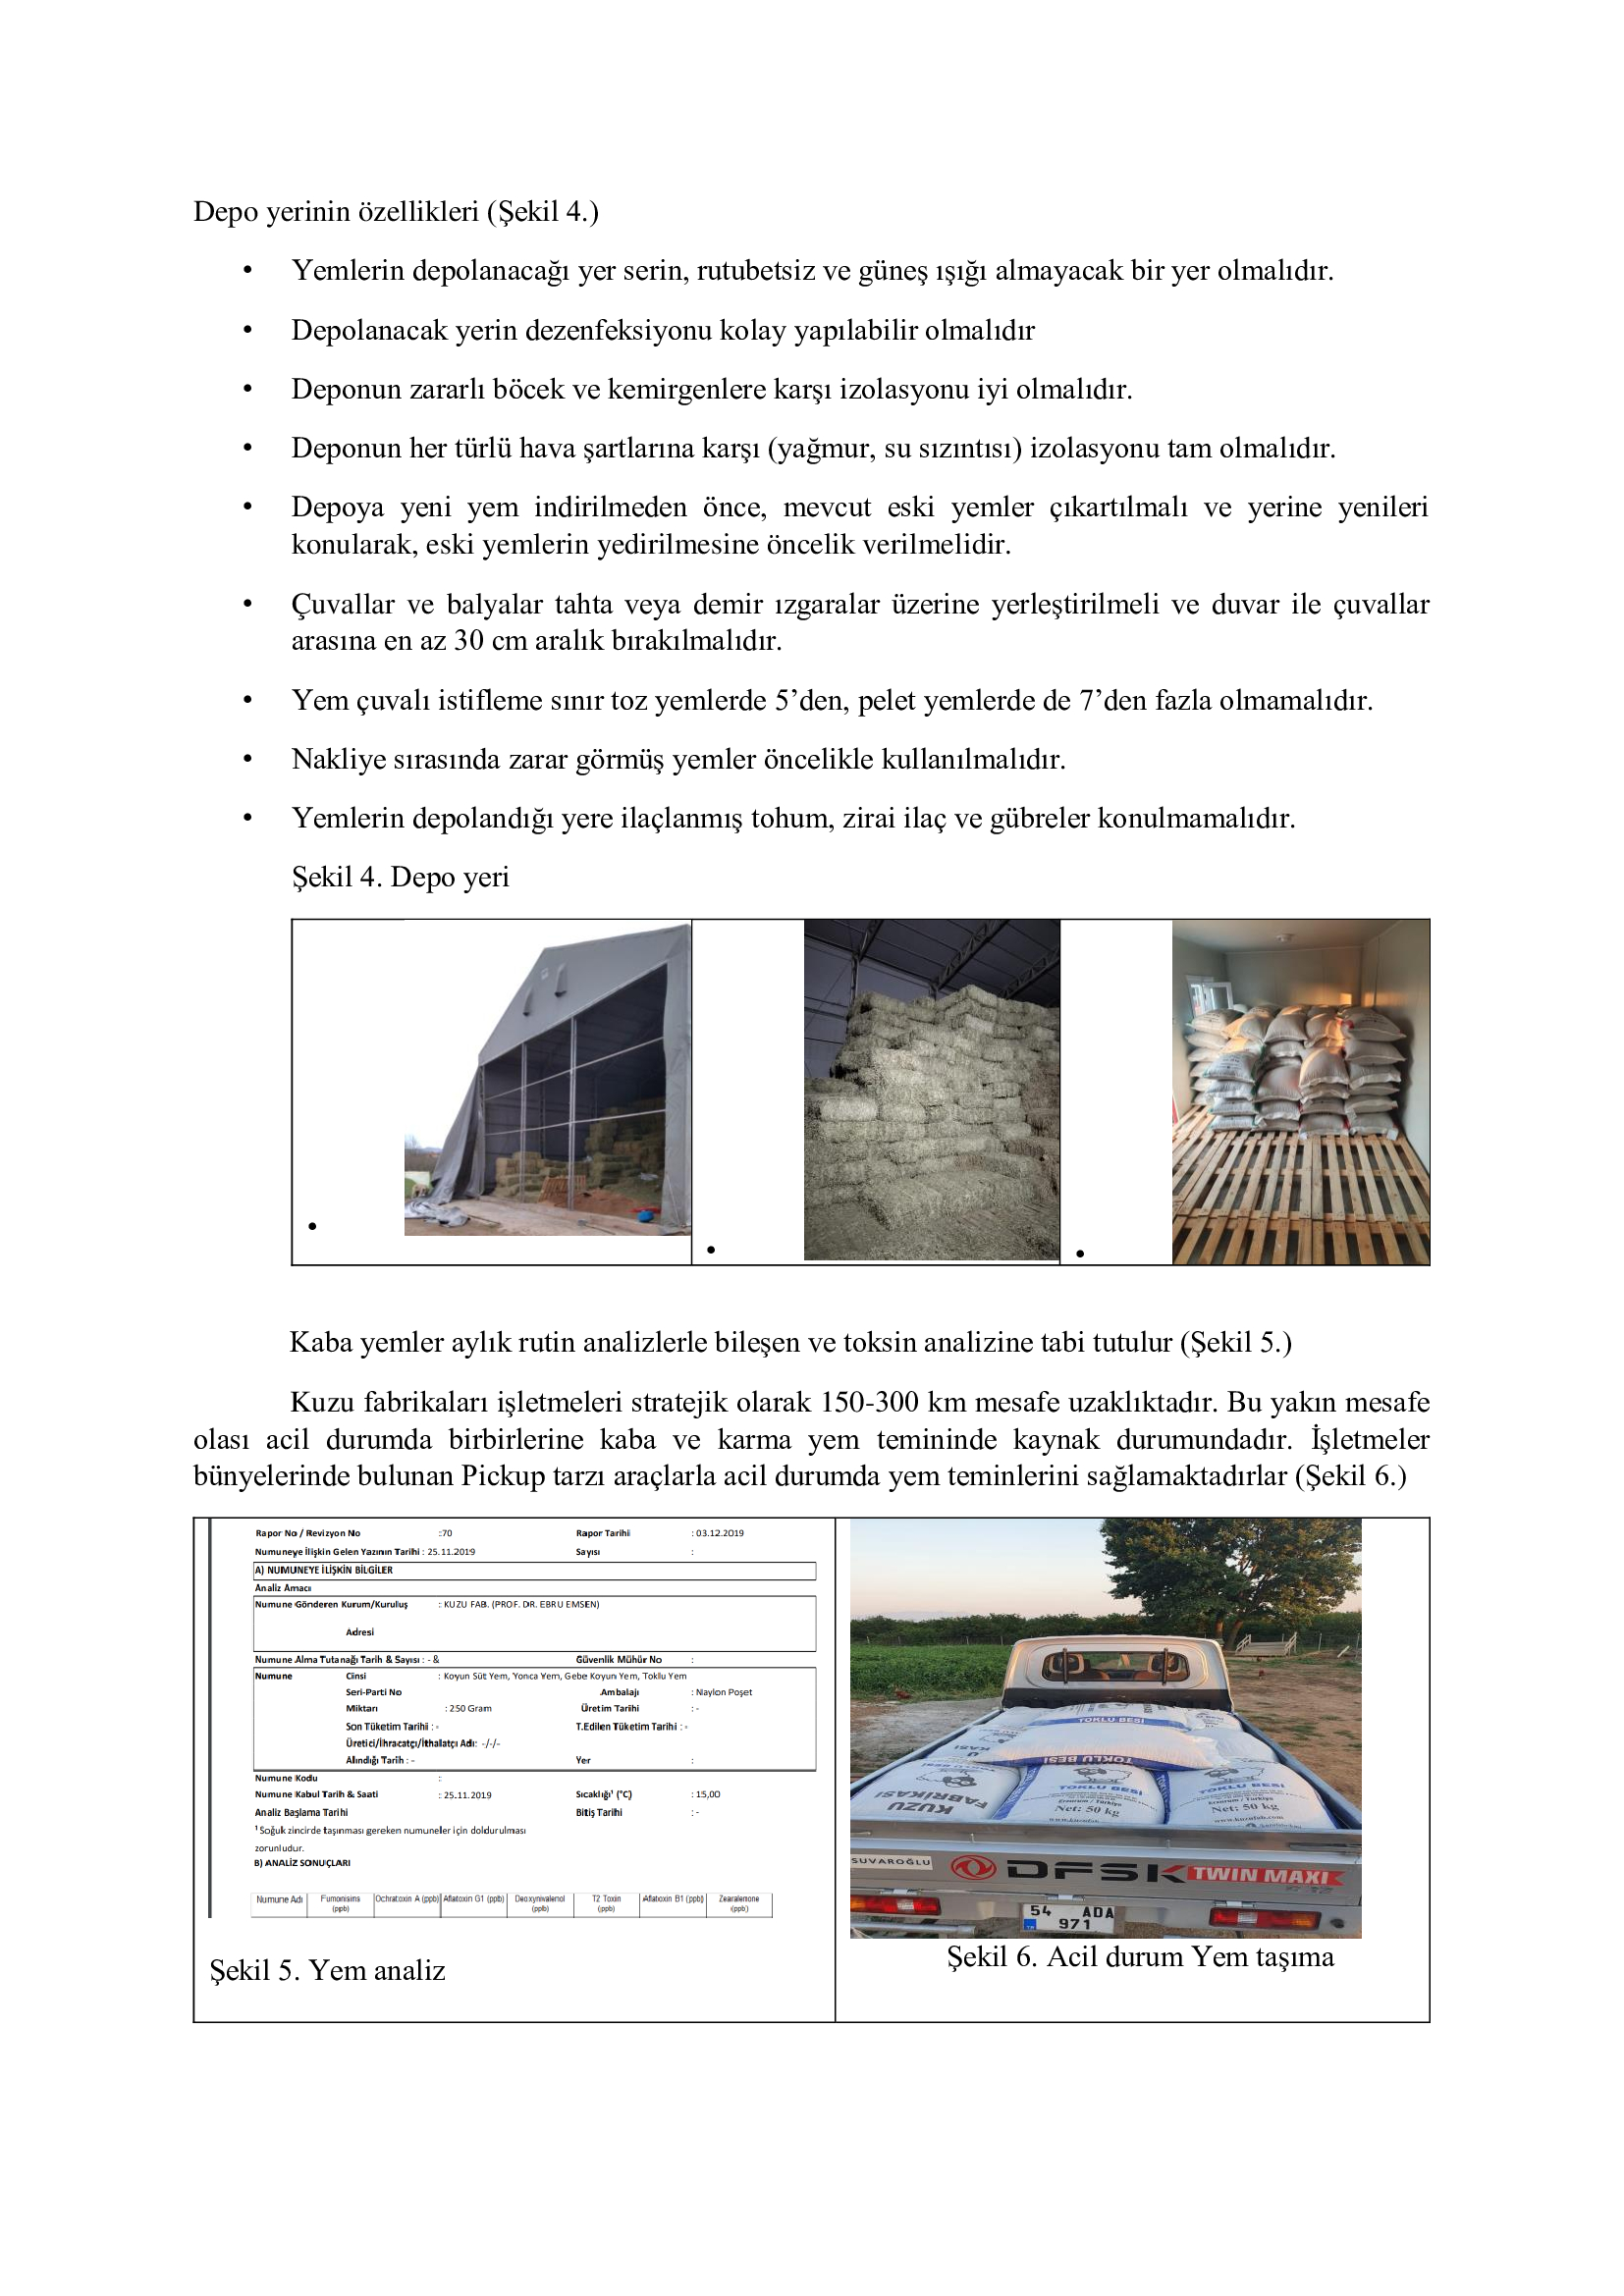 Depo yerinin özellikleri (Şekil 4.)
• Yemlerin depolanacağı yer serin, rutubetsiz ve güneş ışığı almayacak bir yer olmalıdır.
• Depolanacak yerin dezenfeksiyonu kolay yapılabilir olmalıdır
• Deponun zararlı böcek ve kemirgenlere karşı izolasyonu iyi olmalıdır.
• Deponun her türlü hava şartlarına karşı (yağmur, su sızıntısı) izolasyonu tam olmalıdır.
• Depoya yeni yem indirilmeden önce, mevcut eski yemler çıkartılmalı ve yerine yenileri
konularak, eski yemlerin yedirilmesine öncelik verilmelidir.
• Çuvallar ve balyalar tahta veya demir ızgaralar üzerine yerleştirilmeli ve duvar ile çuvallar
arasına en az 30 cm aralık bırakılmalıdır.
• Yem çuvalı istifleme sınır toz yemlerde 5’den, pelet yemlerde de 7’den fazla olmamalıdır.
• Nakliye sırasında zarar görmüş yemler öncelikle kullanılmalıdır.
• Yemlerin depolandığı yere ilaçlanmış tohum, zirai ilaç ve gübreler konulmamalıdır.
Şekil 4. Depo yeri
Kaba yemler aylık rutin analizlerle bileşen ve toksin analizine tabi tutulur (Şekil 5.)
Kuzu fabrikaları işletmeleri stratejik olarak 150-300 km mesafe uzaklıktadır. Bu yakın mesafe
olası acil durumda birbirlerine kaba ve karma yem temininde kaynak durumundadır. İşletmeler
bünyelerinde bulunan Pickup tarzı araçlarla acil durumda yem teminlerini sağlamaktadırlar (Şekil 6.)
Rapor No / Revizyon No :70 Rapor Tarihi : 03.12.2019
Numuneye İlişkin Gelen Yazının Tarihi : 25.11.2019 Sayısı :
A) NUMUNEYE İLİŞKİN BİLGİLER
Analiz Amacı
Numune Gönderen Kurum/Kuruluş : KUZU FAB. (PROF. DR. EBRU EMSEN)
Adresi
Numune Alma Tutanağı Tarih & Sayısı : - & Güvenlik Mühür No :
Numune Cinsi : Koyun Süt Yem, Yonca Yem, Gebe Koyun Yem, Toklu Yem
Seri-Parti No Ambalajı : Naylon Poşet
Miktarı : 250 Gram Üretim Tarihi : -
Son Tüketim Tarihi : - T.Edilen Tüketim Tarihi : -
Üretici/İhracatçı/İthalatçı Adı: -/-/-
Alındığı Tarih : - Yer :
Numune Kodu :
Numune Kabul Tarih & Saati : 25.11.2019 Sıcaklığı¹ (°C) : 15,00
Analiz Başlama Tarihi Bitiş Tarihi : -
¹ Soğuk zincirde taşınması gereken numuneler için doldurulması
zorunludur.
B) ANALİZ SONUÇLARI
Numune Adı Fumonisins (ppb) Ochratoxin A (ppb) Aflatoxin G1 (ppb) Deoxynivalenol (ppb) T2 Toxin (ppb) Aflatoxin B1 (ppb) Zearalenone (ppb)
Şekil 5. Yem analiz
TOKLU BESI
TOKLU BESI
KUZU FABRİKASI
TOKLU BESI
Erzurum / Türkiye
Net: 50 kg
TOKLU BESI
Erzurum / Türkiye
Net: 50 kg
SUVAROĞLU
DFSK TWIN MAXI
54 ADA
971
Şekil 6. Acil durum Yem taşıma